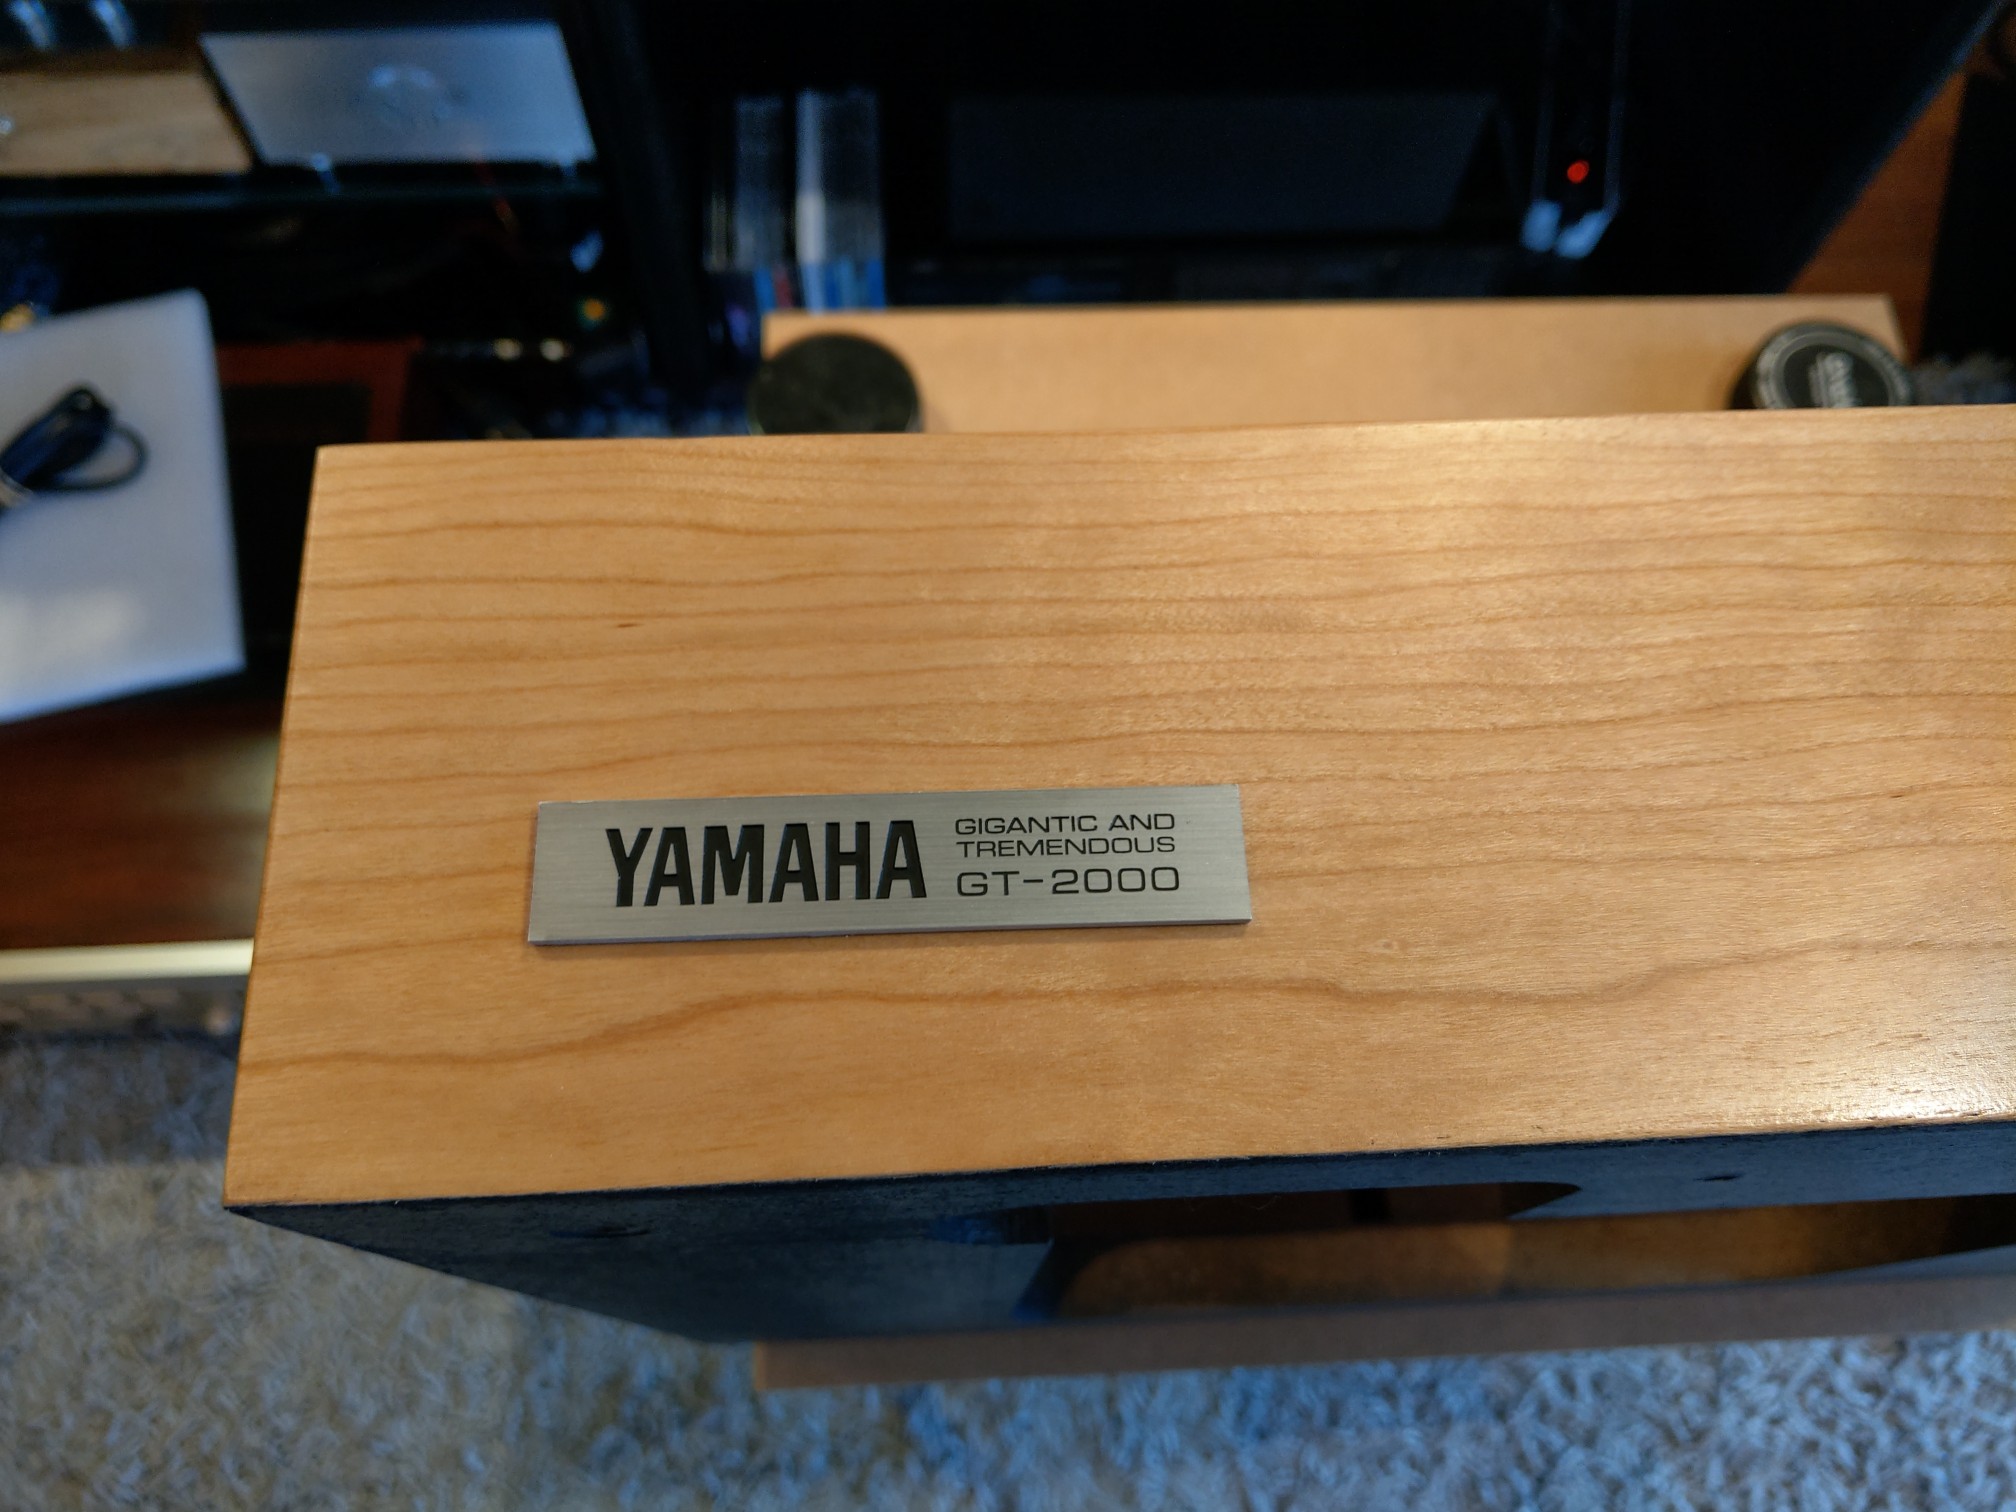 YAMAHA
GIGANTIC AND
TREMENDOUS
GT-2000